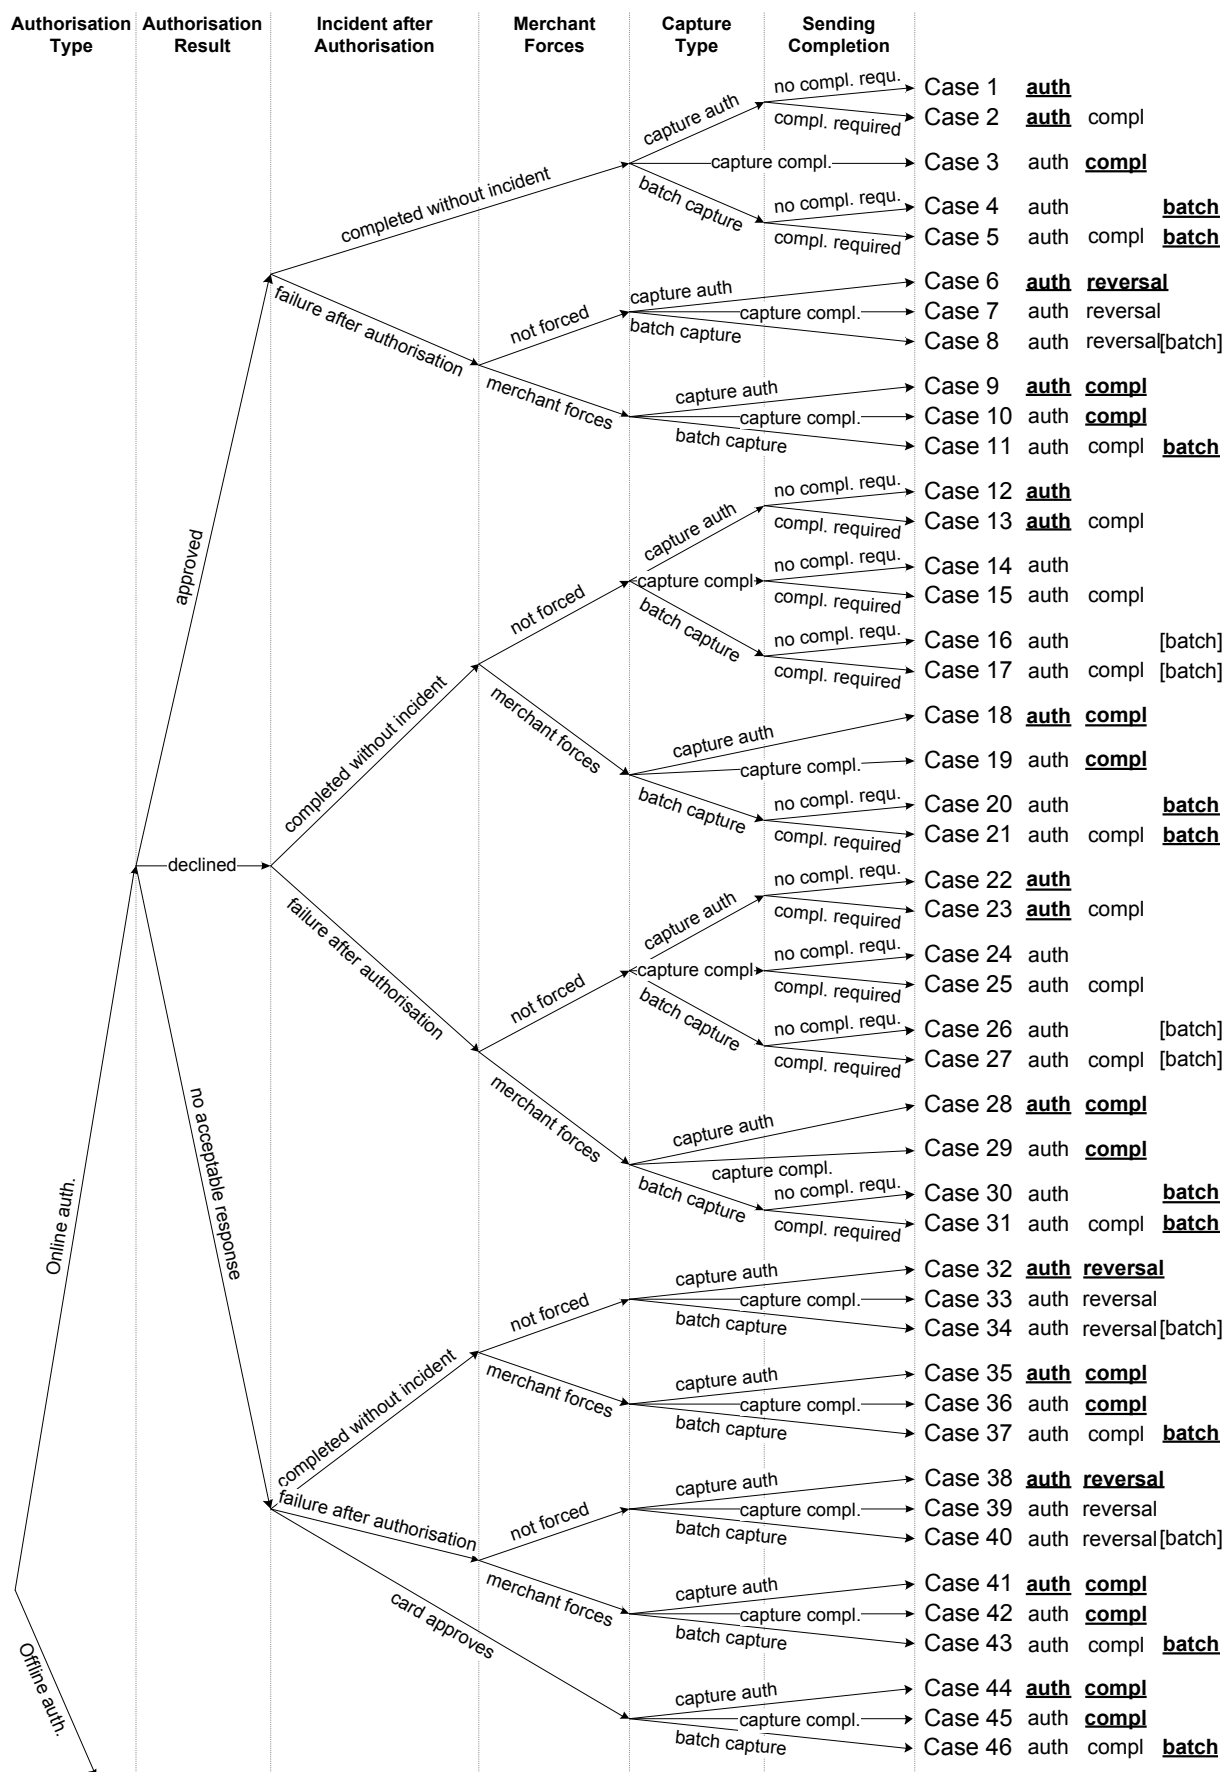 Authorisation Type
Authorisation Result
Incident after Authorisation
Merchant Forces
Capture Type
Sending Completion
Online auth.
Offline auth.
approved
declined
no acceptable response
completed without incident
capture auth
no compl. requ.
Case 1 auth
compl. required
Case 2 auth compl
capture compl.
Case 3 auth compl
batch capture
no compl. requ.
Case 4 auth batch
compl. required
Case 5 auth compl batch
failure after authorisation
not forced
capture auth
Case 6 auth reversal
capture compl.
Case 7 auth reversal
batch capture
Case 8 auth reversal[batch]
merchant forces
capture auth
Case 9 auth compl
capture compl.
Case 10 auth compl
batch capture
Case 11 auth compl batch
completed without incident
not forced
capture auth
no compl. requ.
Case 12 auth
compl. required
Case 13 auth compl
capture compl
no compl. requ.
Case 14 auth
compl. required
Case 15 auth compl
batch capture
no compl. requ.
Case 16 auth [batch]
compl. required
Case 17 auth compl [batch]
merchant forces
capture auth
Case 18 auth compl
capture compl.
Case 19 auth compl
batch capture
no compl. requ.
Case 20 auth batch
compl. required
Case 21 auth compl batch
failure after authorisation
not forced
capture auth
no compl. requ.
Case 22 auth
compl. required
Case 23 auth compl
capture compl
no compl. requ.
Case 24 auth
compl. required
Case 25 auth compl
batch capture
no compl. requ.
Case 26 auth [batch]
compl. required
Case 27 auth compl [batch]
merchant forces
capture auth
Case 28 auth compl
capture compl.
Case 29 auth compl
batch capture
no compl. requ.
Case 30 auth batch
compl. required
Case 31 auth compl batch
completed without incident
not forced
capture auth
Case 32 auth reversal
capture compl.
Case 33 auth reversal
batch capture
Case 34 auth reversal[batch]
merchant forces
capture auth
Case 35 auth compl
capture compl.
Case 36 auth compl
batch capture
Case 37 auth compl batch
failure after authorisation
not forced
capture auth
Case 38 auth reversal
capture compl.
Case 39 auth reversal
batch capture
Case 40 auth reversal[batch]
merchant forces
capture auth
Case 41 auth compl
capture compl.
Case 42 auth compl
batch capture
Case 43 auth compl batch
card approves
capture auth
Case 44 auth compl
capture compl.
Case 45 auth compl
batch capture
Case 46 auth compl batch